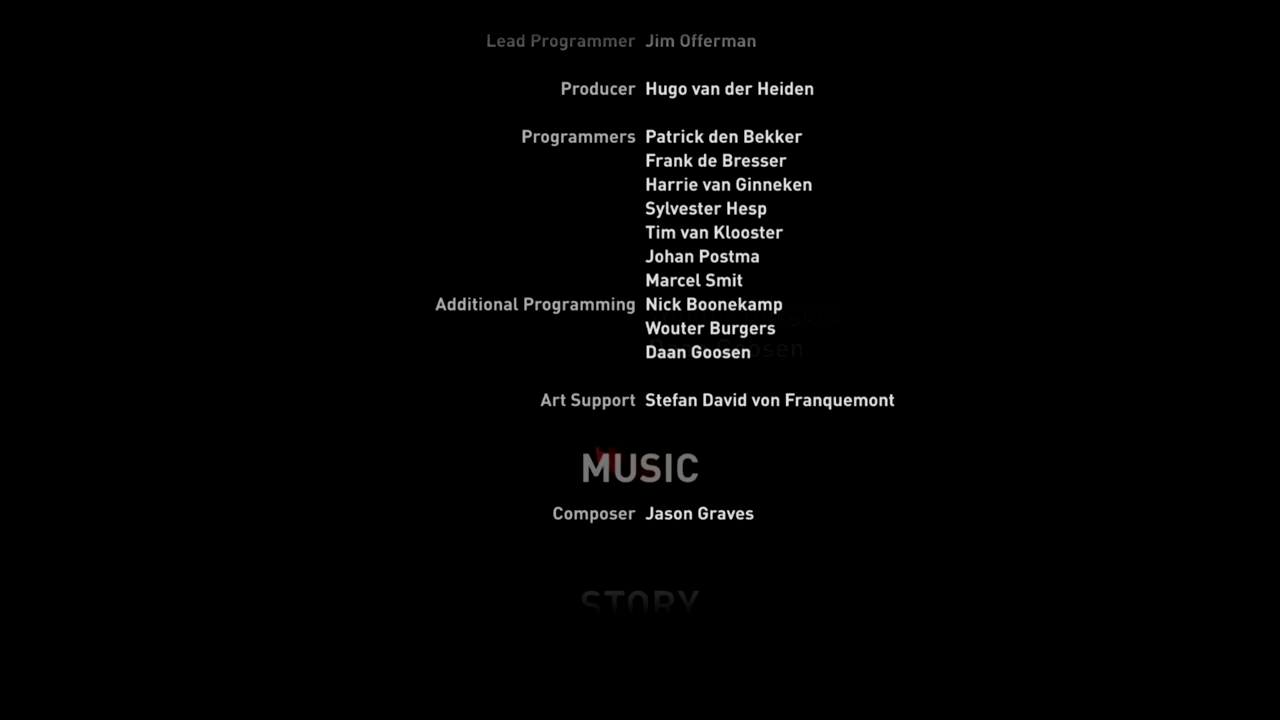 Lead Programmer Jim Offerman
Producer Hugo van der Heiden
Programmers Patrick den Bekker
Frank de Bresser
Harrie van Ginneken
Sylvester Hesp
Tim van Klooster
Johan Postma
Marcel Smit
Additional Programming Nick Boonekamp
Wouter Burgers
Daan Goosen
Art Support Stefan David von Franquemont
MUSIC
Composer Jason Graves
STORY